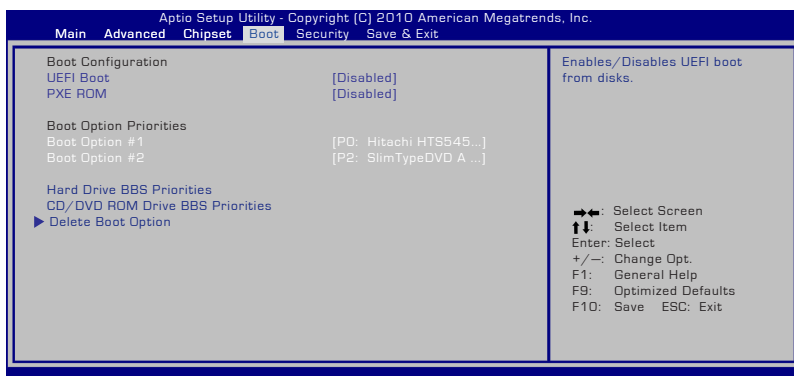 Aptio Setup Utility - Copyright (C) 2010 American Megatrends, Inc.
Main Advanced Chipset Boot Security Save & Exit
Boot Configuration
UEFI Boot [Disabled]
PXE ROM [Disabled]
Boot Option Priorities
Boot Option #1 [P0: Hitachi HTS545...]
Boot Option #2 [P2: SlimTypeDVD A ...]
Hard Drive BBS Priorities
CD/DVD ROM Drive BBS Priorities
▶ Delete Boot Option
Enables/Disables UEFI boot
from disks.
→←: Select Screen
↑↓: Select Item
Enter: Select
+/—: Change Opt.
F1: General Help
F9: Optimized Defaults
F10: Save ESC: Exit